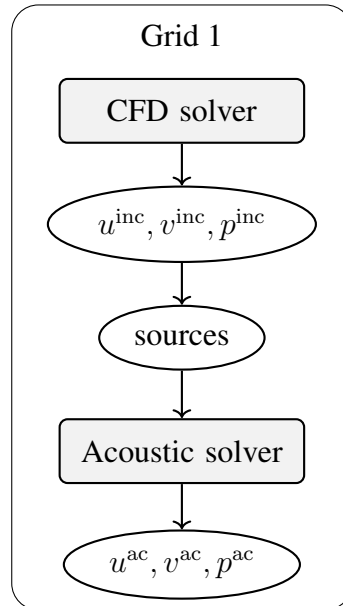 Grid 1
CFD solver
u^inc, v^inc, p^inc
sources
Acoustic solver
u^ac, v^ac, p^ac